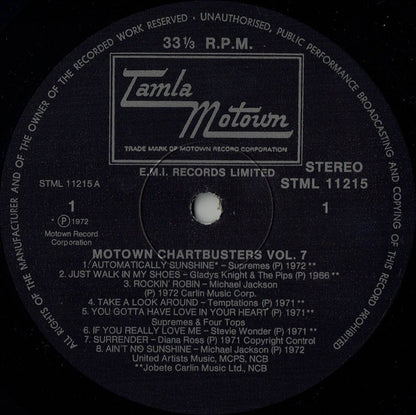 ALL RIGHTS OF THE MANUFACTURER AND OF THE OWNER OF THE RECORDED WORK RESERVED · UNAUTHORISED, PUBLIC PERFORMANCE, BROADCASTING AND COPYING OF THIS RECORD PROHIBITED
33⅓ R.P.M.
Tamla
Motown
TRADE MARK OF MOTOWN RECORD CORPORATION
E.M.I. RECORDS LIMITED
STEREO
STML 11215 A
STML 11215
1
1
℗ 1972
Motown Record
Corporation
MOTOWN CHARTBUSTERS VOL. 7
1. AUTOMATICALLY SUNSHINE* – Supremes (P) 1972 **
2. JUST WALK IN MY SHOES – Gladys Knight & The Pips (P) 1966 **
3. ROCKIN' ROBIN – Michael Jackson
(P) 1972 Carlin Music Corp.
4. TAKE A LOOK AROUND – Temptations (P) 1971 **
5. YOU GOTTA HAVE LOVE IN YOUR HEART (P) 1971**
Supremes & Four Tops
6. IF YOU REALLY LOVE ME – Stevie Wonder (P) 1971 **
7. SURRENDER – Diana Ross (P) 1971 Copyright Control
8. AIN'T NO SUNSHINE – Michael Jackson (P) 1972
United Artists Music, MCPS, NCB
**Jobete Carlin Music Ltd., NCB